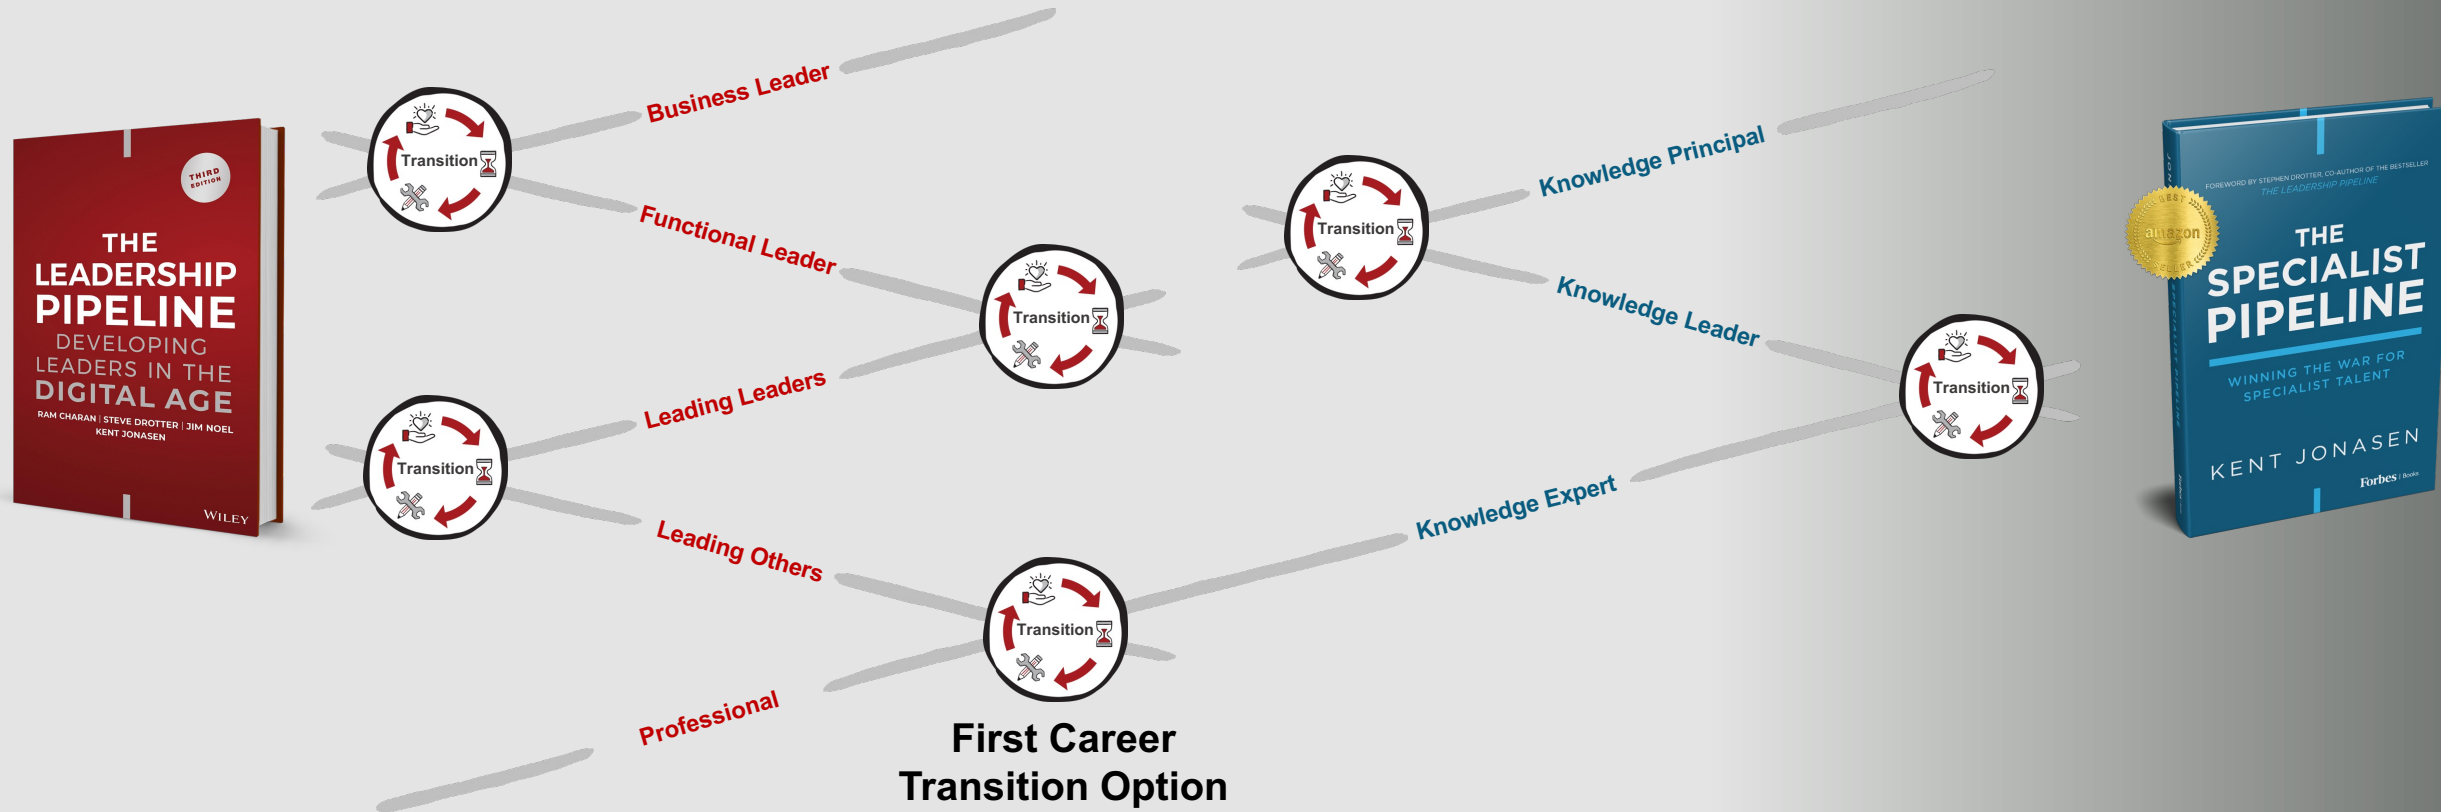 THIRD
EDITION
THE
LEADERSHIP
PIPELINE
DEVELOPING
LEADERS IN THE
DIGITAL AGE
RAM CHARAN | STEVE DROTTER | JIM NOEL
KENT JONASEN
WILEY
Business Leader
Transition
Functional Leader
Transition
Leading Leaders
Transition
Leading Others
Transition
Professional
First Career
Transition Option
Knowledge Principal
Transition
Knowledge Leader
Transition
Knowledge Expert
FOREWORD BY STEPHEN DROTTER, CO-AUTHOR OF THE BESTSELLER
THE LEADERSHIP PIPELINE
BEST
amazon
SELLER
THE
SPECIALIST
PIPELINE
WINNING THE WAR FOR
SPECIALIST TALENT
KENT JONASEN
Forbes | Books